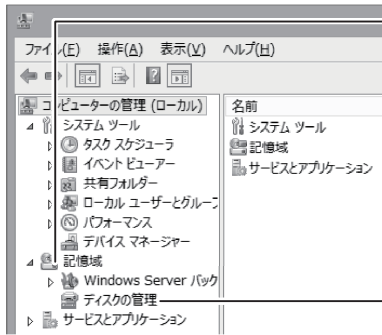 ファイル(F) 操作(A) 表示(V) ヘルプ(H)
コンピューターの管理 (ローカル)
システム ツール
タスク スケジューラ
イベント ビューアー
共有フォルダー
ローカル ユーザーとグルー
パフォーマンス
デバイス マネージャー
記憶域
Windows Server バック
ディスクの管理
サービスとアプリケーション
名前
システム ツール
記憶域
サービスとアプリケーション